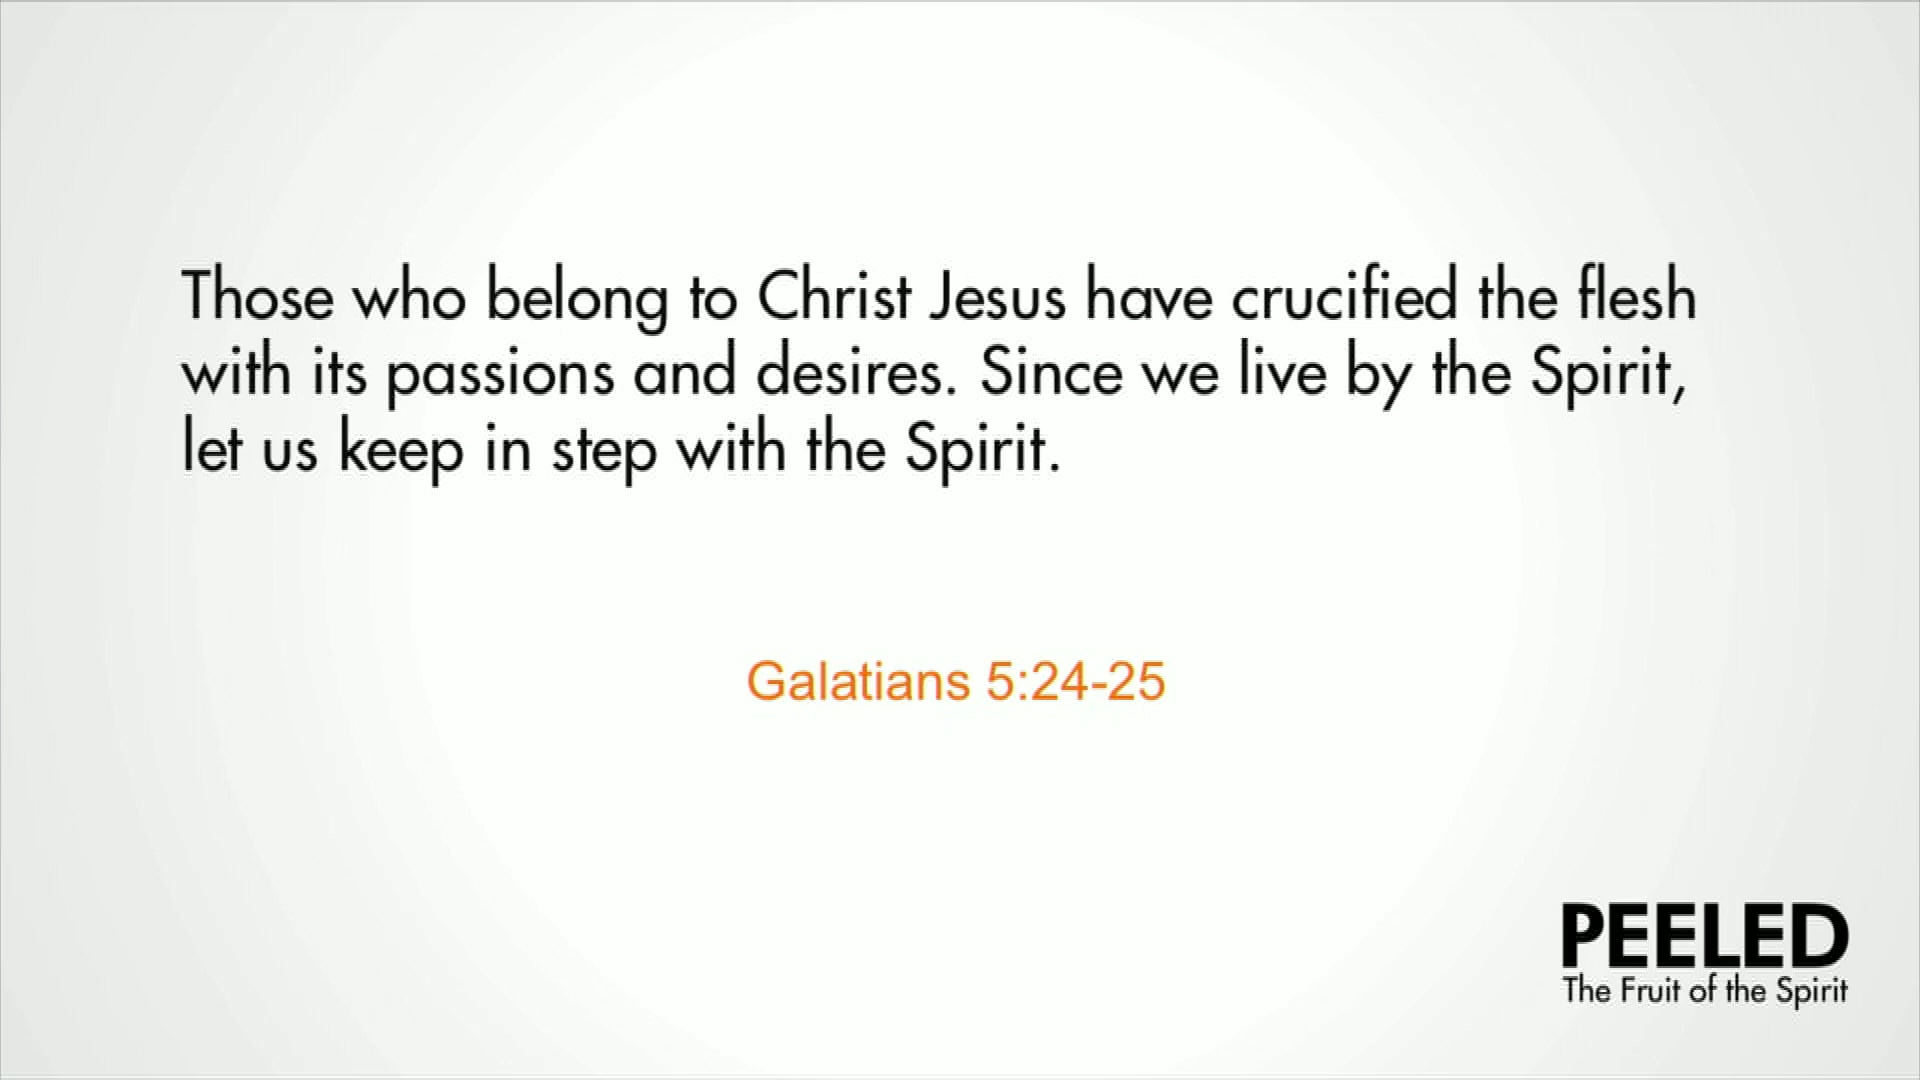 Those who belong to Christ Jesus have crucified the flesh
with its passions and desires. Since we live by the Spirit,
let us keep in step with the Spirit.
Galatians 5:24-25
PEELED
The Fruit of the Spirit